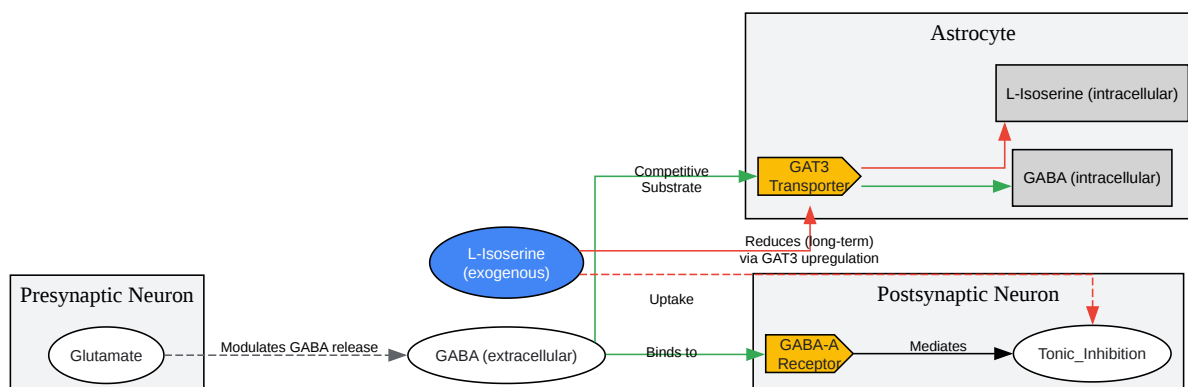 Astrocyte
L-Isoserine (intracellular)
GAT3
Transporter
GABA (intracellular)
Competitive
Substrate
L-Isoserine
(exogenous)
Reduces (long-term)
via GAT3 upregulation
Uptake
Presynaptic Neuron
Glutamate
Modulates GABA release
GABA (extracellular)
Binds to
Postsynaptic Neuron
GABA-A
Receptor
Mediates
Tonic_Inhibition